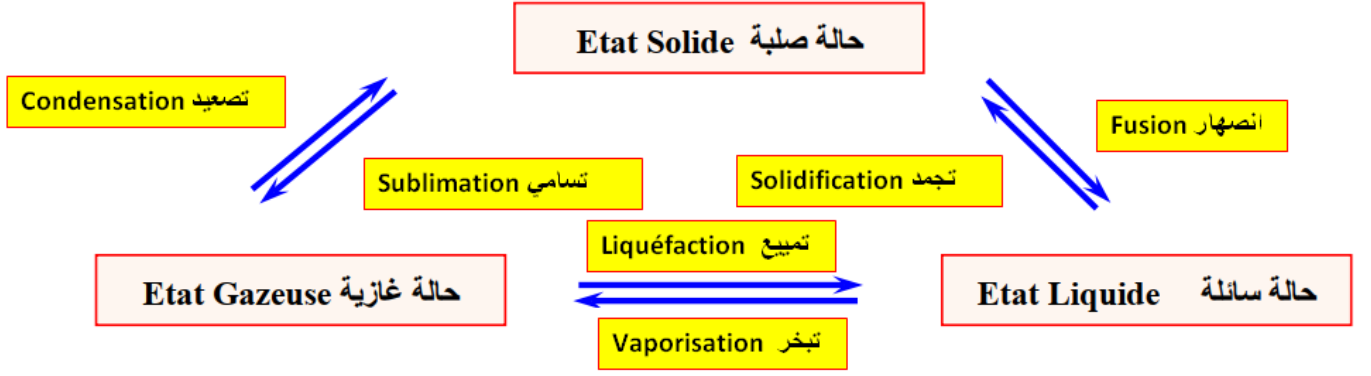 Etat Solide حالة صلبة
Condensation تصعيد
Fusion انصهار
Sublimation تسامي
Solidification تجمد
Liquéfaction تمييع
Etat Gazeuse حالة غازية
Etat Liquide حالة سائلة
Vaporisation تبخر